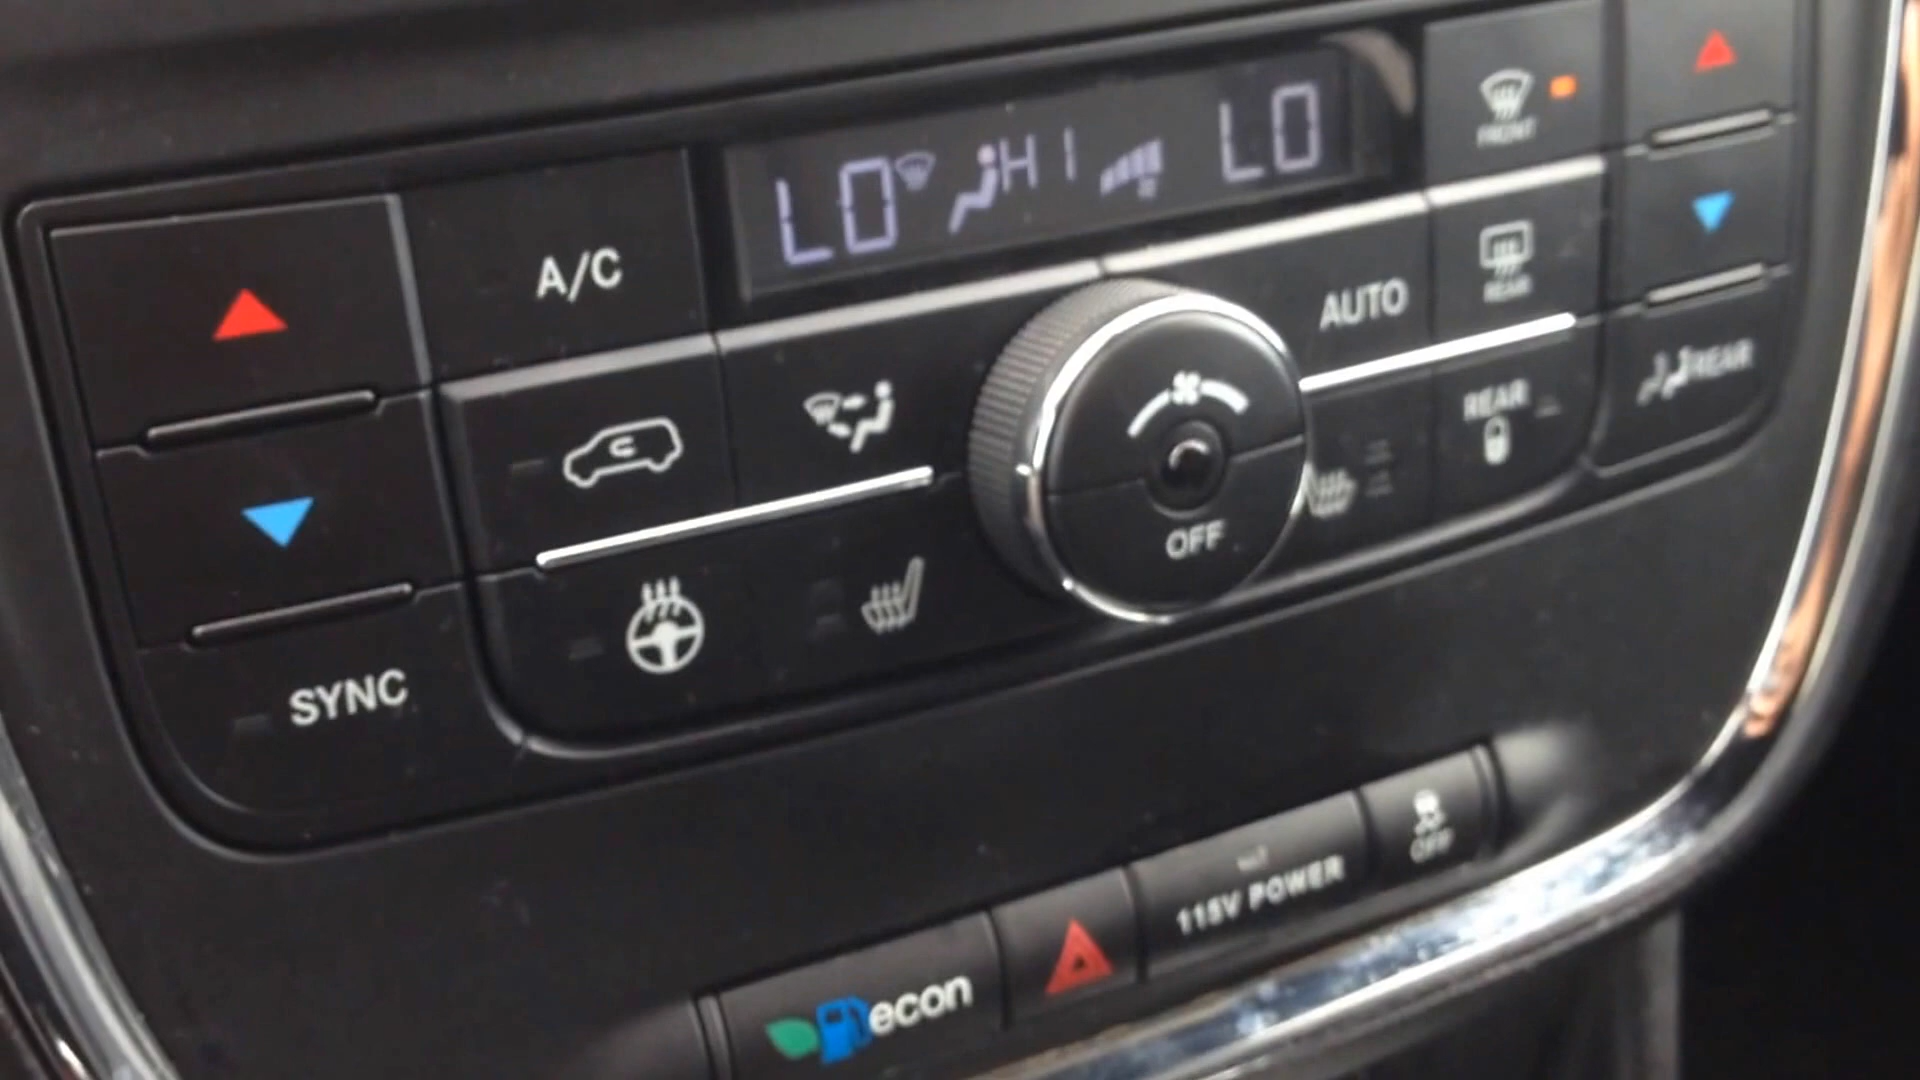 LO HI LO
FRONT
A/C
AUTO
REAR
REAR
REAR
OFF
SYNC
OFF
115V POWER
econ